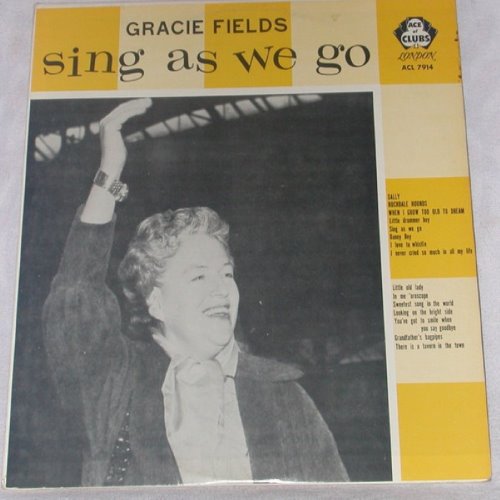 GRACIE FIELDS
sing as we go
ACE
of
CLUBS
LONDON
ACL 7914
SALLY
ROCHDALE HOUNDS
WHEN I GROW TOO OLD TO DREAM
Little drummer boy
Sing as we go
Danny Boy
I love to whistle
I never cried so much in all my life
Little old lady
In me 'oroscope
Sweetest song in the world
Looking on the bright side
You've got to smile when
you say goodbye
Grandfather's bagpipes
There is a tavern in the town